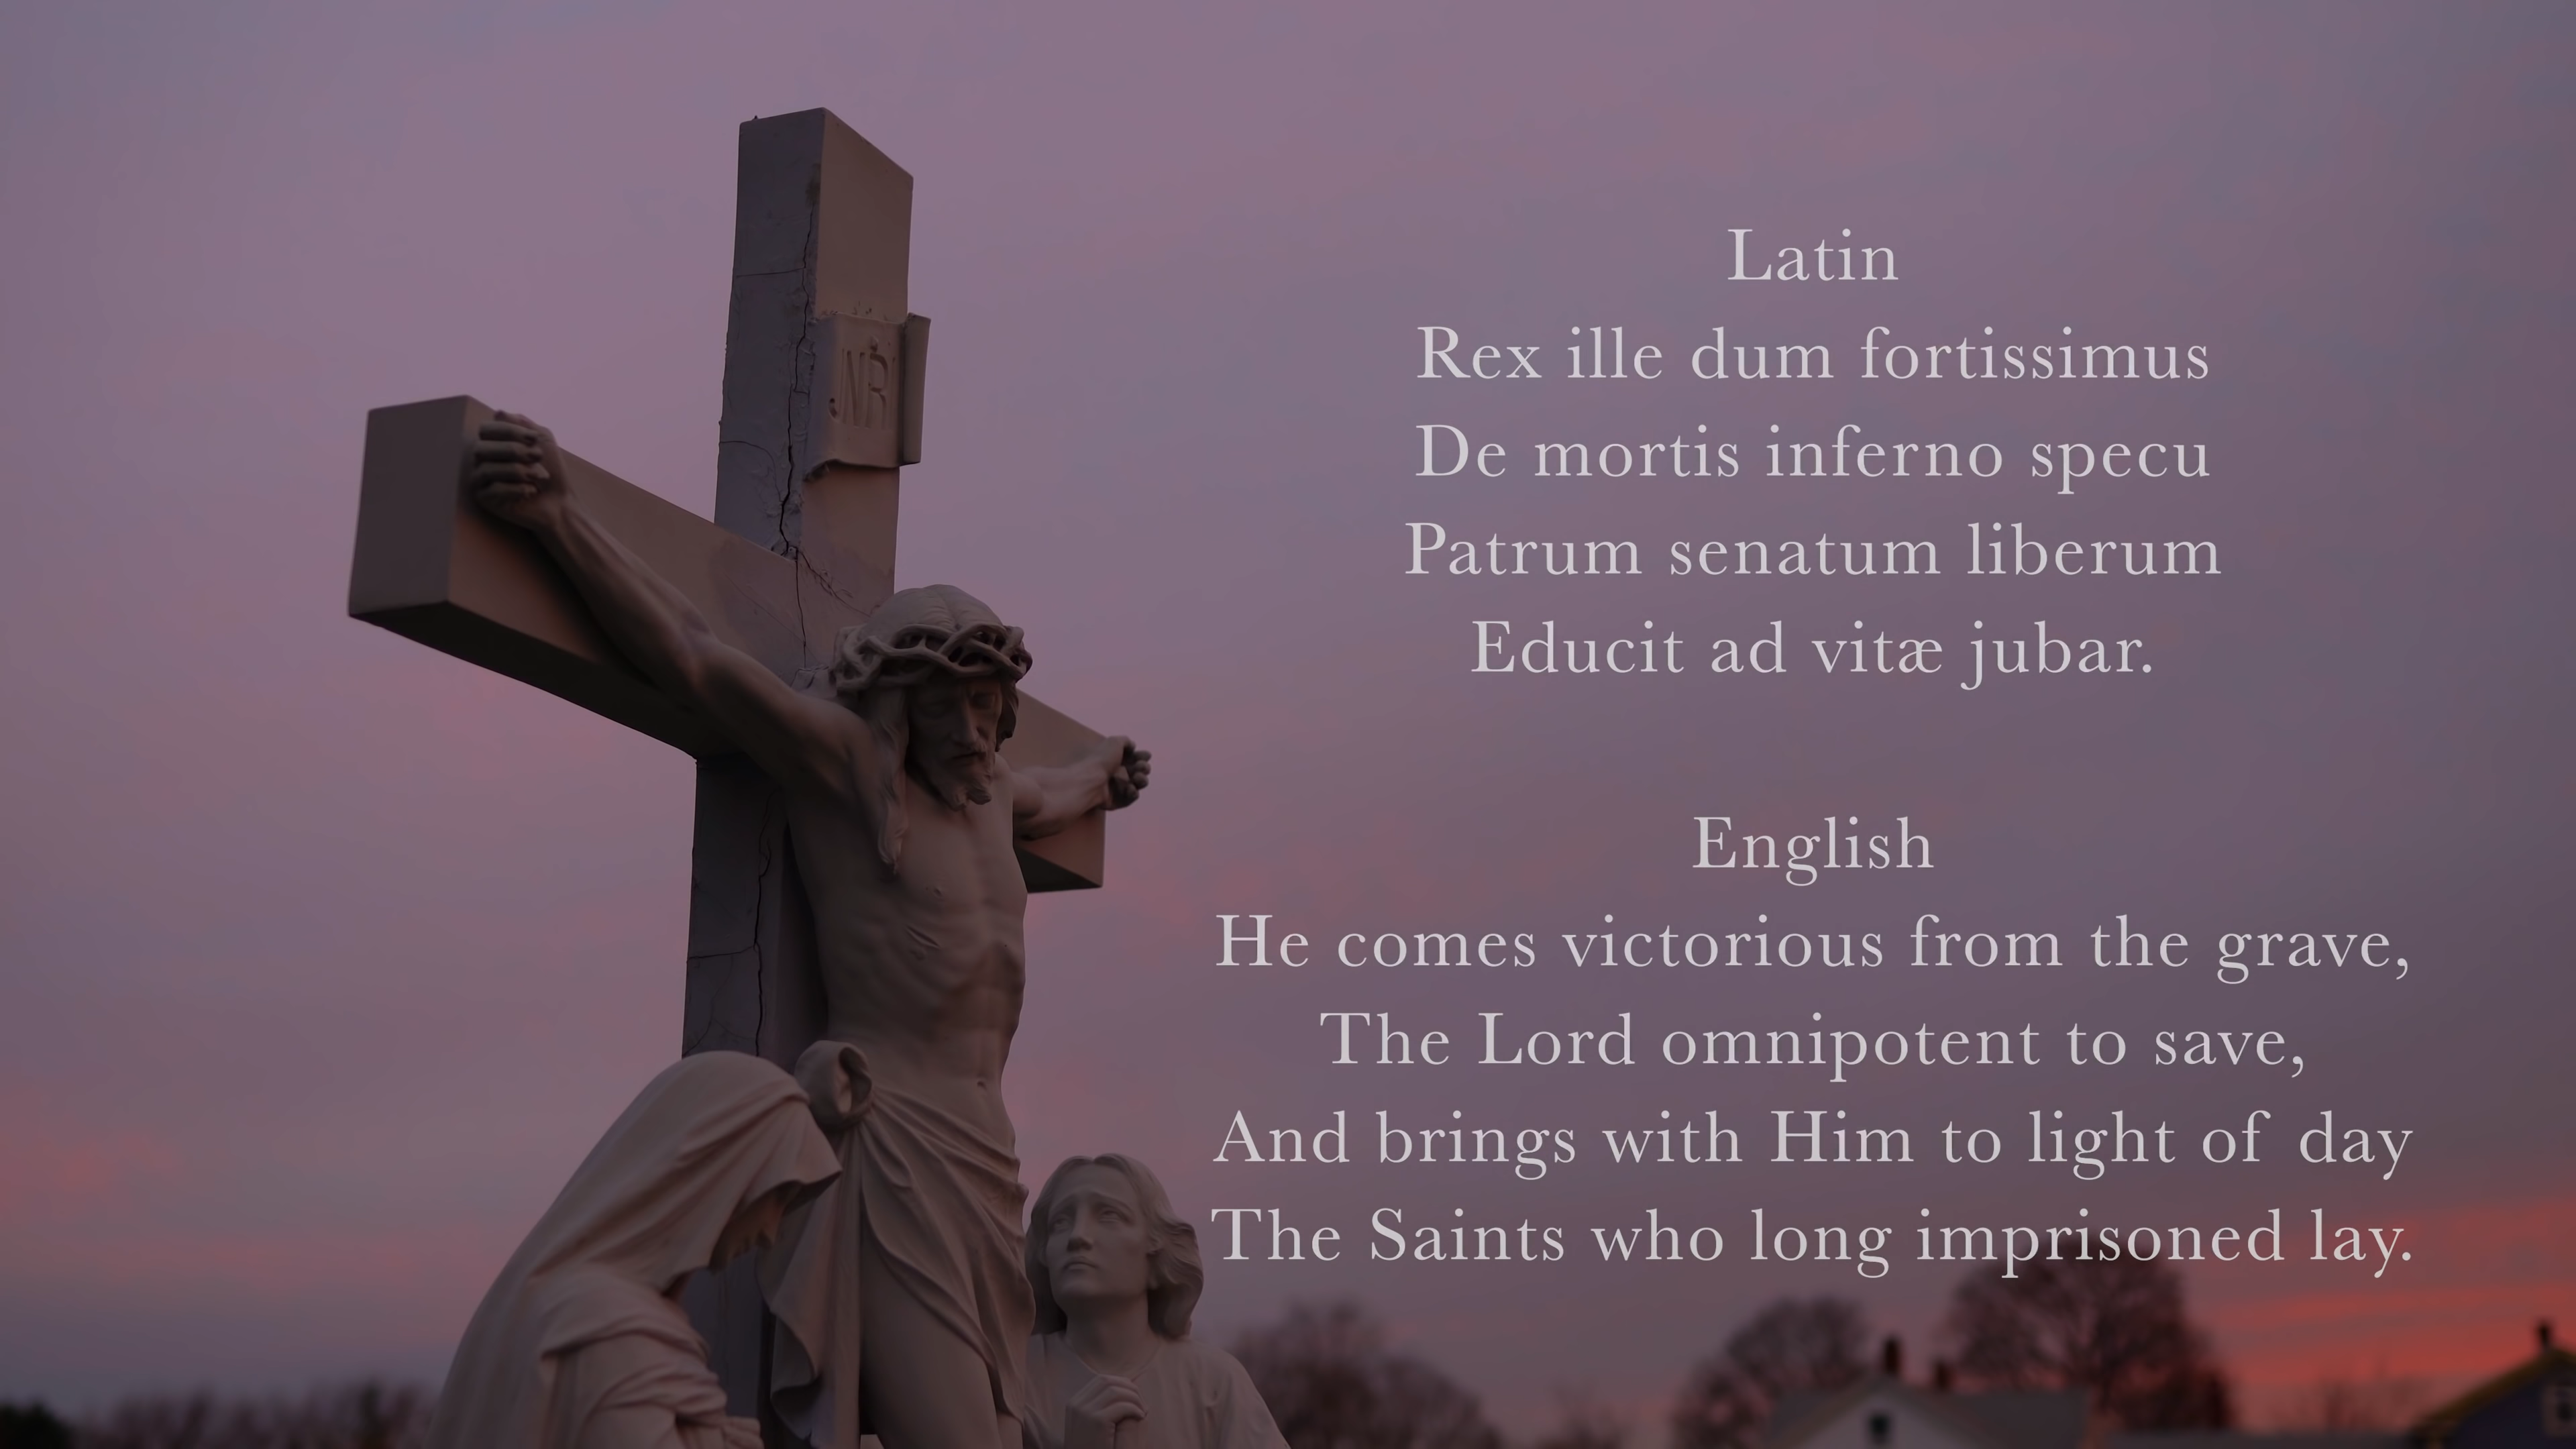 JNRI
Latin
Rex ille dum fortissimus
De mortis inferno specu
Patrum senatum liberum
Educit ad vitæ jubar.
English
He comes victorious from the grave,
The Lord omnipotent to save,
And brings with Him to light of day
The Saints who long imprisoned lay.